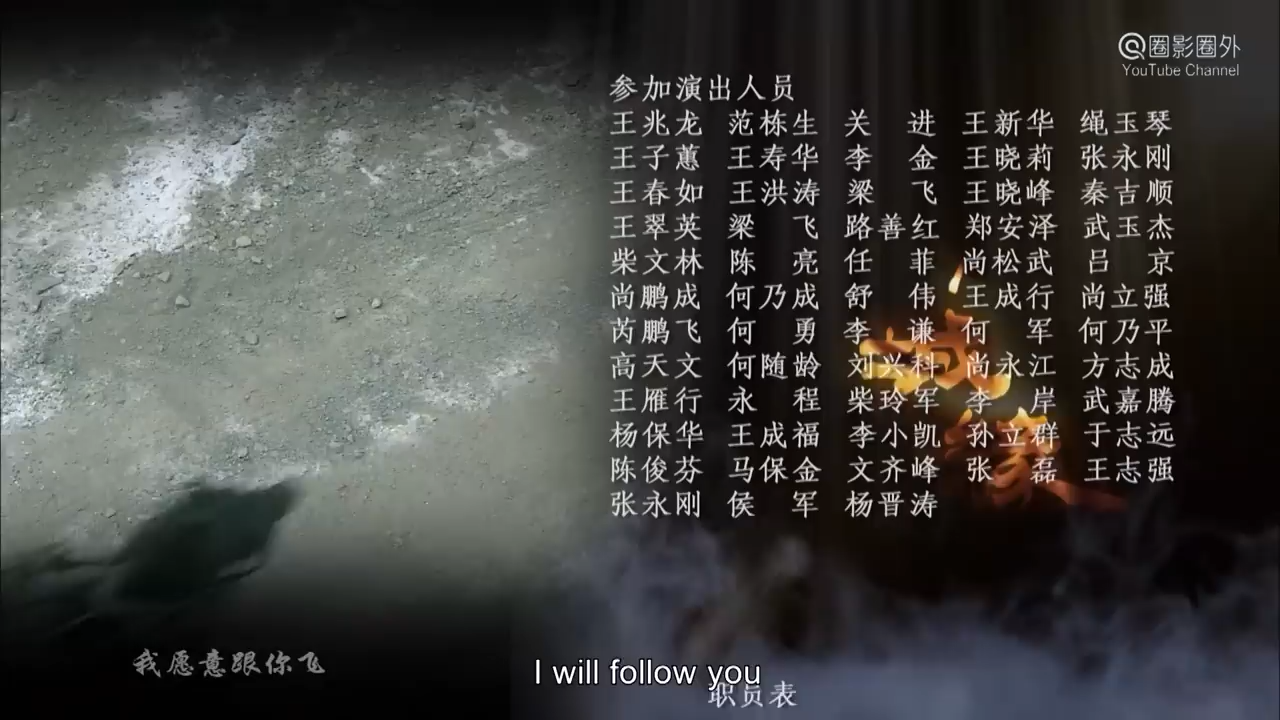 圈影圈外
YouTube Channel
参加演出人员
王兆龙 范栋生 关 进 王新华 绳玉琴
王子蕙 王寿华 李 金 王晓莉 张永刚
王春如 王洪涛 梁 飞 王晓峰 秦吉顺
王翠英 梁 飞 路善红 郑安泽 武玉杰
柴文林 陈 亮 任 菲 尚松武 吕 京
尚鹏成 何乃成 舒 伟 王成行 尚立强
芮鹏飞 何 勇 李 谦 何 军 何乃平
高天文 何随龄 刘兴科 尚永江 方志成
王雁行 永 程 柴玲军 李 岸 武嘉腾
杨保华 王成福 李小凯 孙立群 于志远
陈俊芬 马保金 文齐峰 张 磊 王志强
张永刚 侯 军 杨晋涛
我愿意跟你飞
I will follow you
职员表